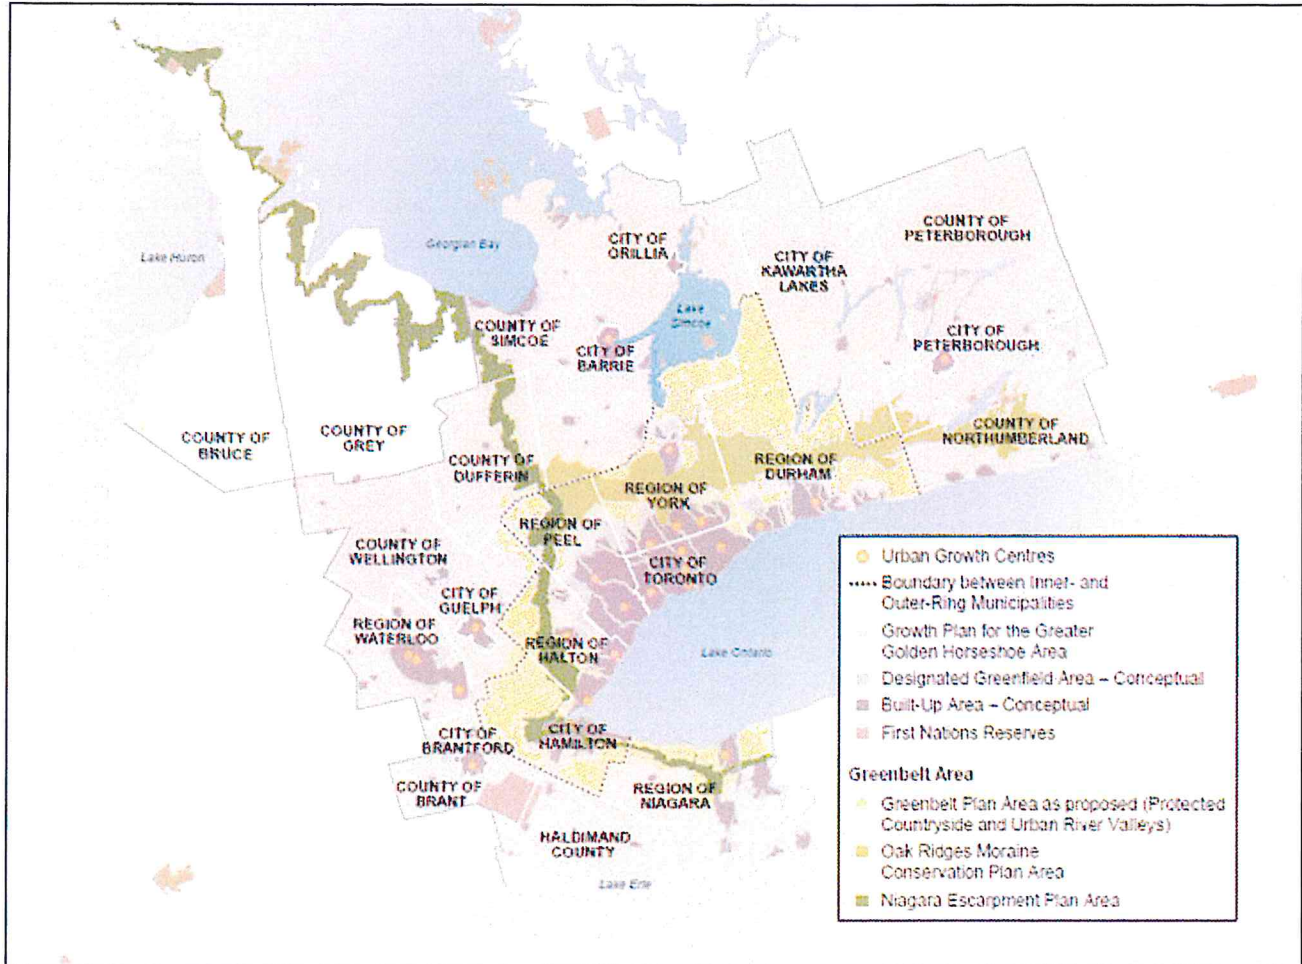 Lake Huron
Georgian Bay
CITY OF
ORILLIA
COUNTY OF
PETERBOROUGH
CITY OF
KAWARTHA
LAKES
Lake
Simcoe
COUNTY OF
SIMCOE
CITY OF
BARRIE
CITY OF
PETERBOROUGH
COUNTY OF
BRUCE
COUNTY OF
GREY
COUNTY OF
DUFFERIN
COUNTY OF
NORTHUMBERLAND
REGION OF
DURHAM
REGION OF
YORK
REGION OF
PEEL
COUNTY OF
WELLINGTON
CITY OF
TORONTO
CITY OF
GUELPH
REGION OF
WATERLOO
REGION OF
HALTON
Lake Ontario
CITY OF
BRANTFORD
CITY OF
HAMILTON
COUNTY OF
BRANT
REGION OF
NIAGARA
HALDIMAND
COUNTY
Lake Erie
Urban Growth Centres
Boundary between Inner- and
Outer-Ring Municipalities
Growth Plan for the Greater
Golden Horseshoe Area
Designated Greenfield Area – Conceptual
Built-Up Area – Conceptual
First Nations Reserves
Greenbelt Area
Greenbelt Plan Area as proposed (Protected
Countryside and Urban River Valleys)
Oak Ridges Moraine
Conservation Plan Area
Niagara Escarpment Plan Area